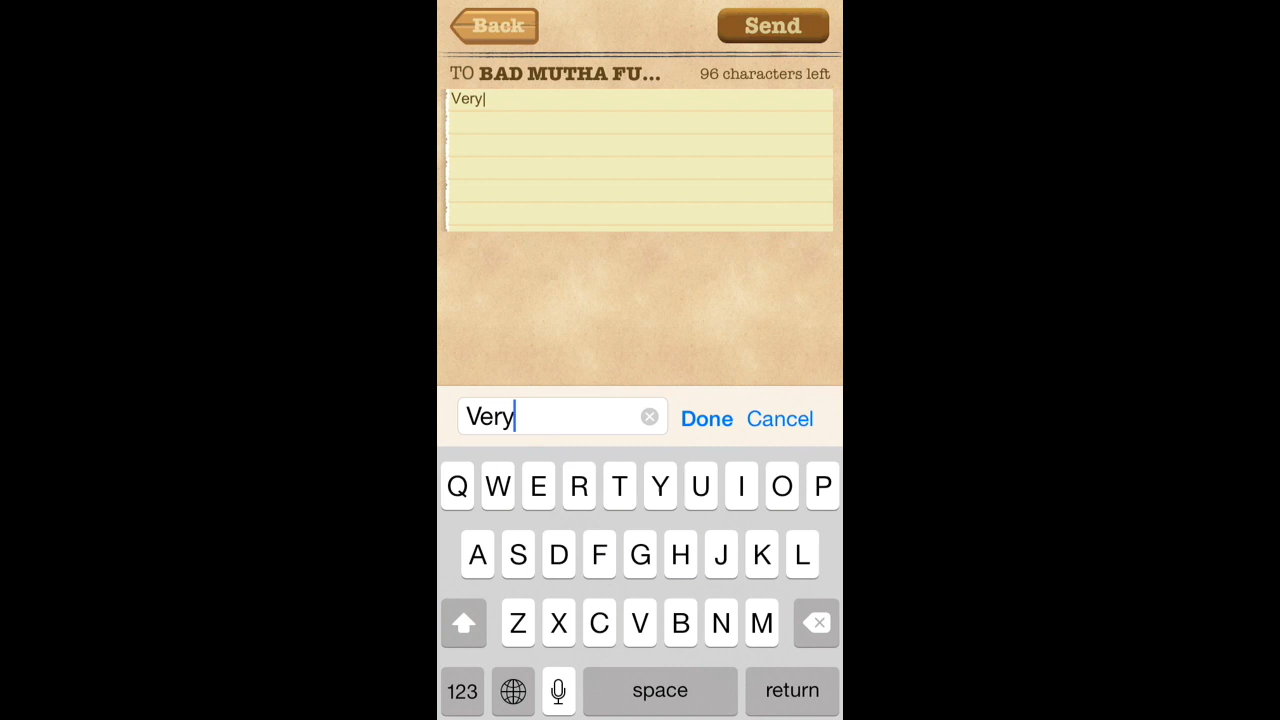 Back
Send
TO BAD MUTHA FU...
96 characters left
Very
Very
Done
Cancel
Q W E R T Y U I O P
A S D F G H J K L
Z X C V B N M
123
space
return